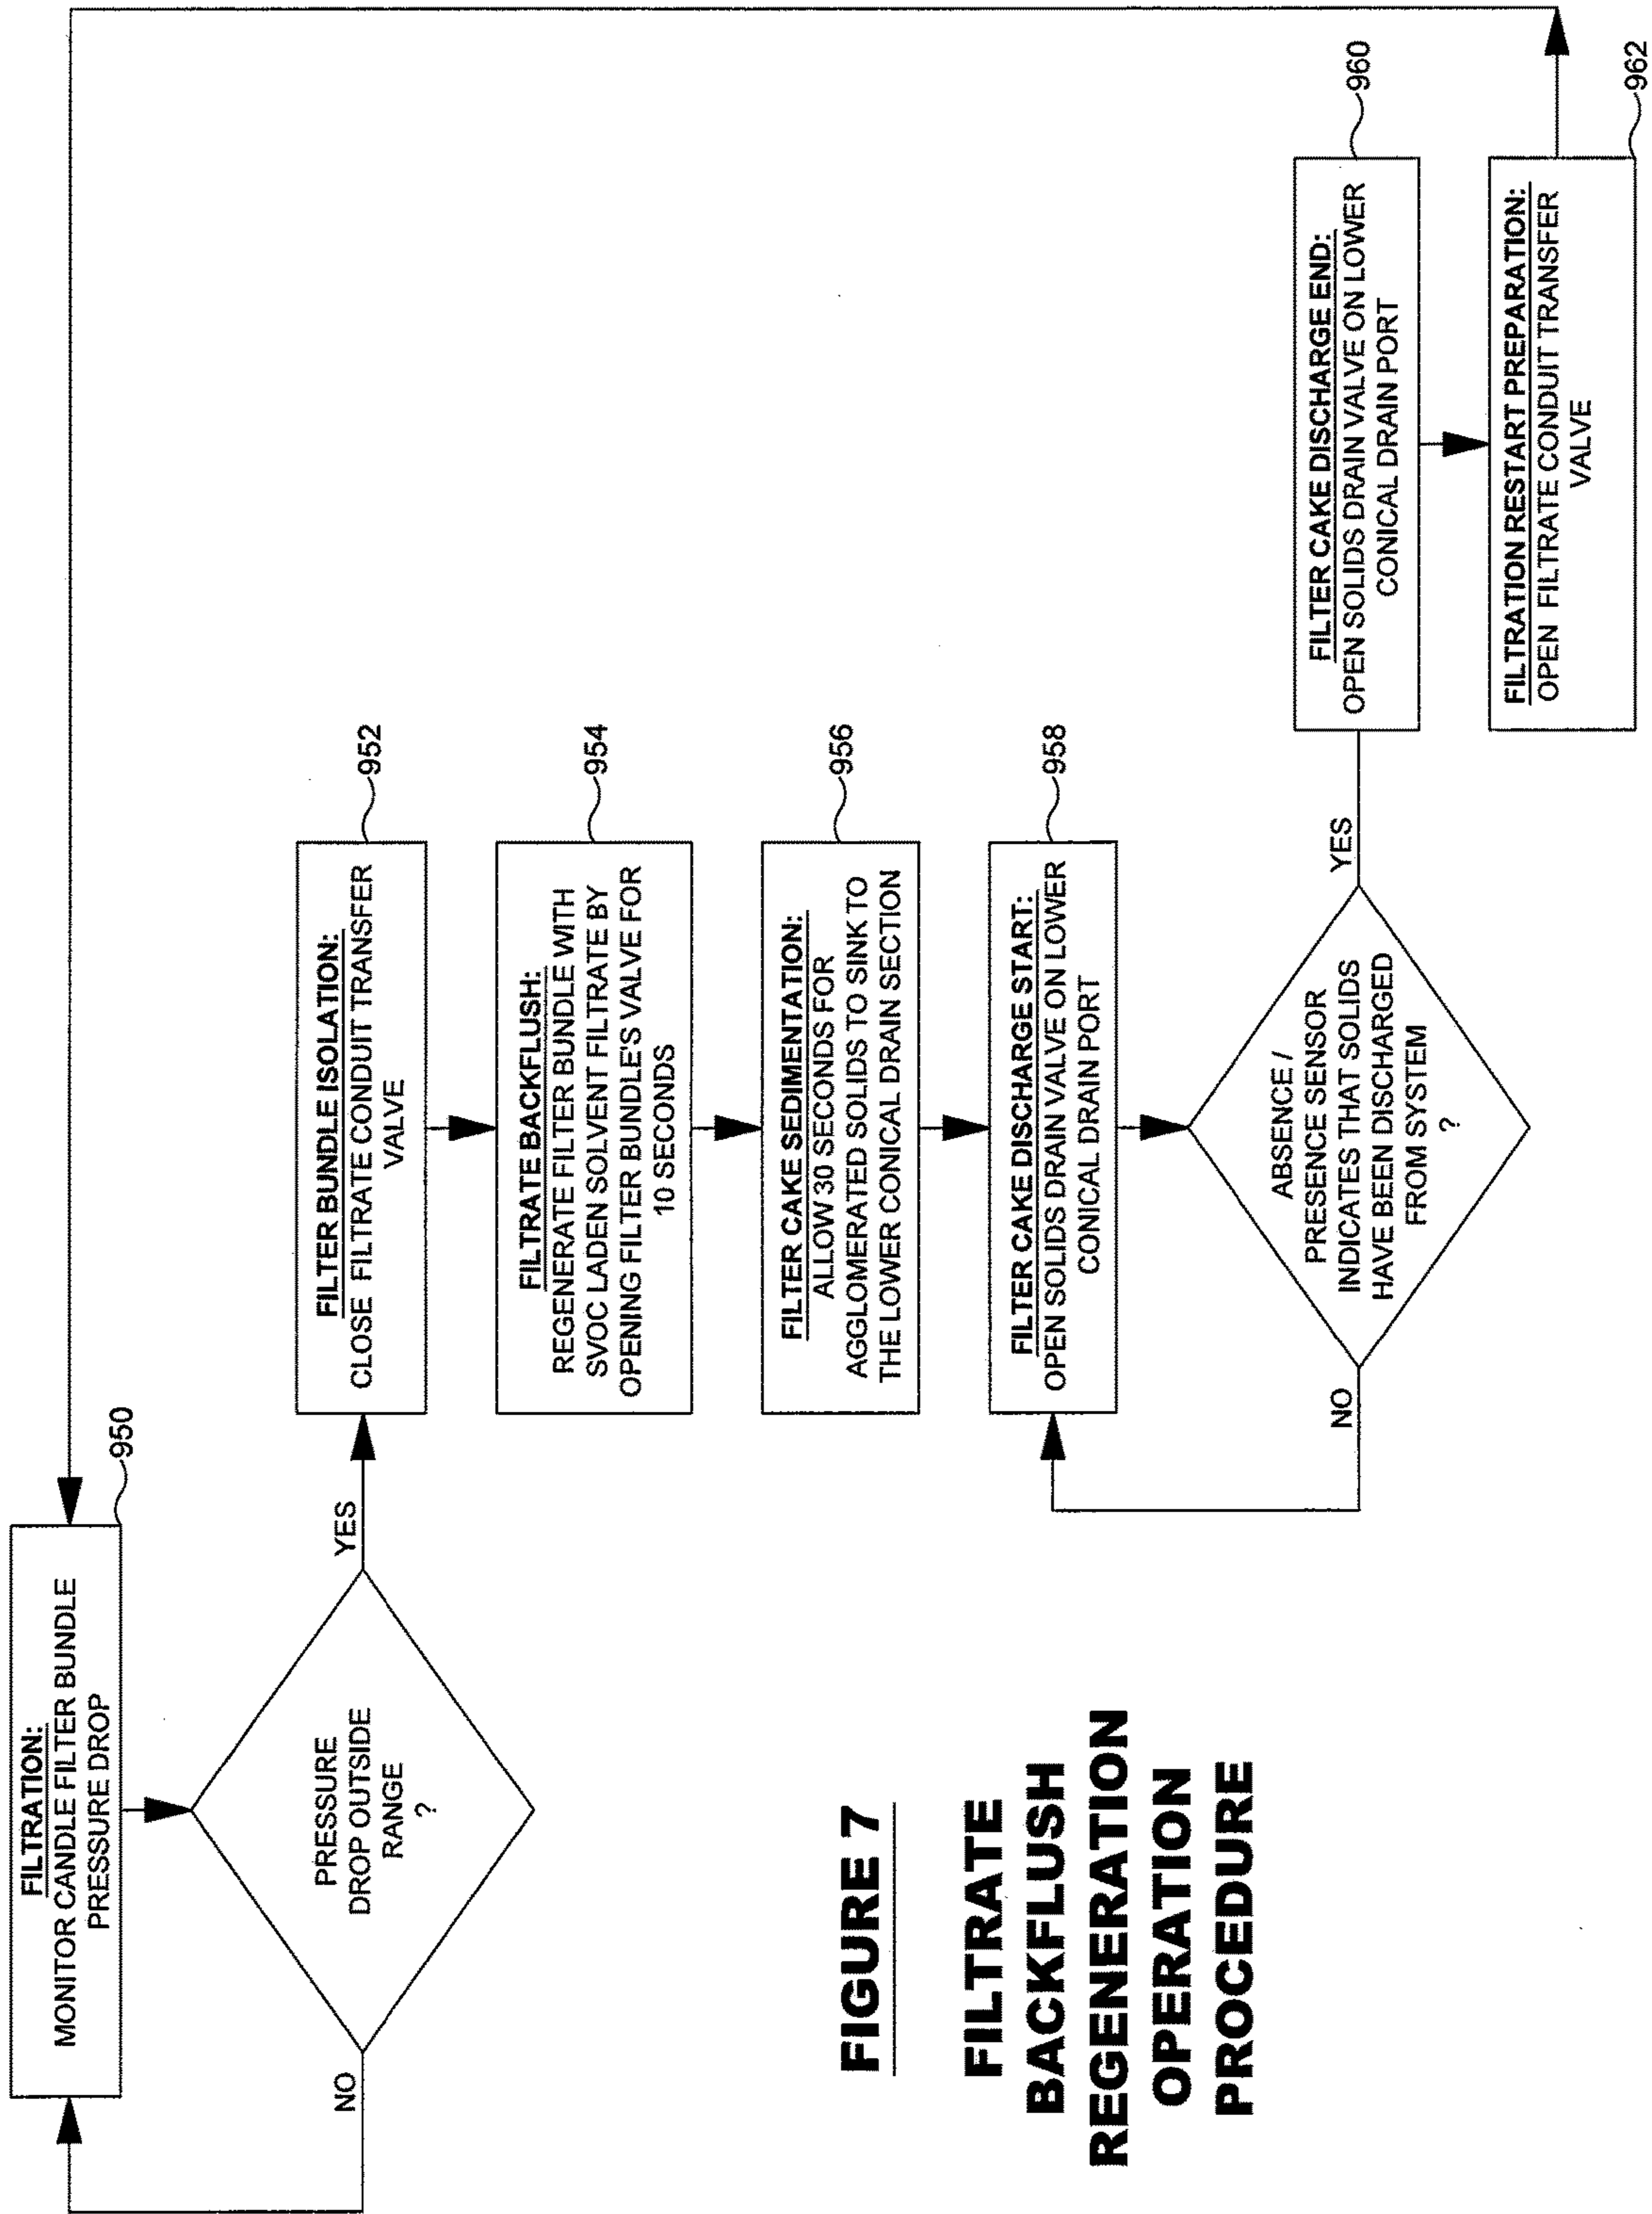 FILTRATION:
MONITOR CANDLE FILTER BUNDLE
PRESSURE DROP
950
PRESSURE
DROP OUTSIDE
RANGE
?
NO
YES
FILTER BUNDLE ISOLATION:
CLOSE FILTRATE CONDUIT TRANSFER
VALVE
952
FILTRATE BACKFLUSH:
REGENERATE FILTER BUNDLE WITH
SVOC LADEN SOLVENT FILTRATE BY
OPENING FILTER BUNDLE'S VALVE FOR
10 SECONDS
954
FILTER CAKE SEDIMENTATION:
ALLOW 30 SECONDS FOR
AGGLOMERATED SOLIDS TO SINK TO
THE LOWER CONICAL DRAIN SECTION
956
FILTER CAKE DISCHARGE START:
OPEN SOLIDS DRAIN VALVE ON LOWER
CONICAL DRAIN PORT
958
ABSENCE /
PRESENCE SENSOR
INDICATES THAT SOLIDS
HAVE BEEN DISCHARGED
FROM SYSTEM
?
NO
YES
FILTER CAKE DISCHARGE END:
OPEN SOLIDS DRAIN VALVE ON LOWER
CONICAL DRAIN PORT
960
FILTRATION RESTART PREPARATION:
OPEN FILTRATE CONDUIT TRANSFER
VALVE
962
FIGURE 7
FILTRATE
BACKFLUSH
REGENERATION
OPERATION
PROCEDURE